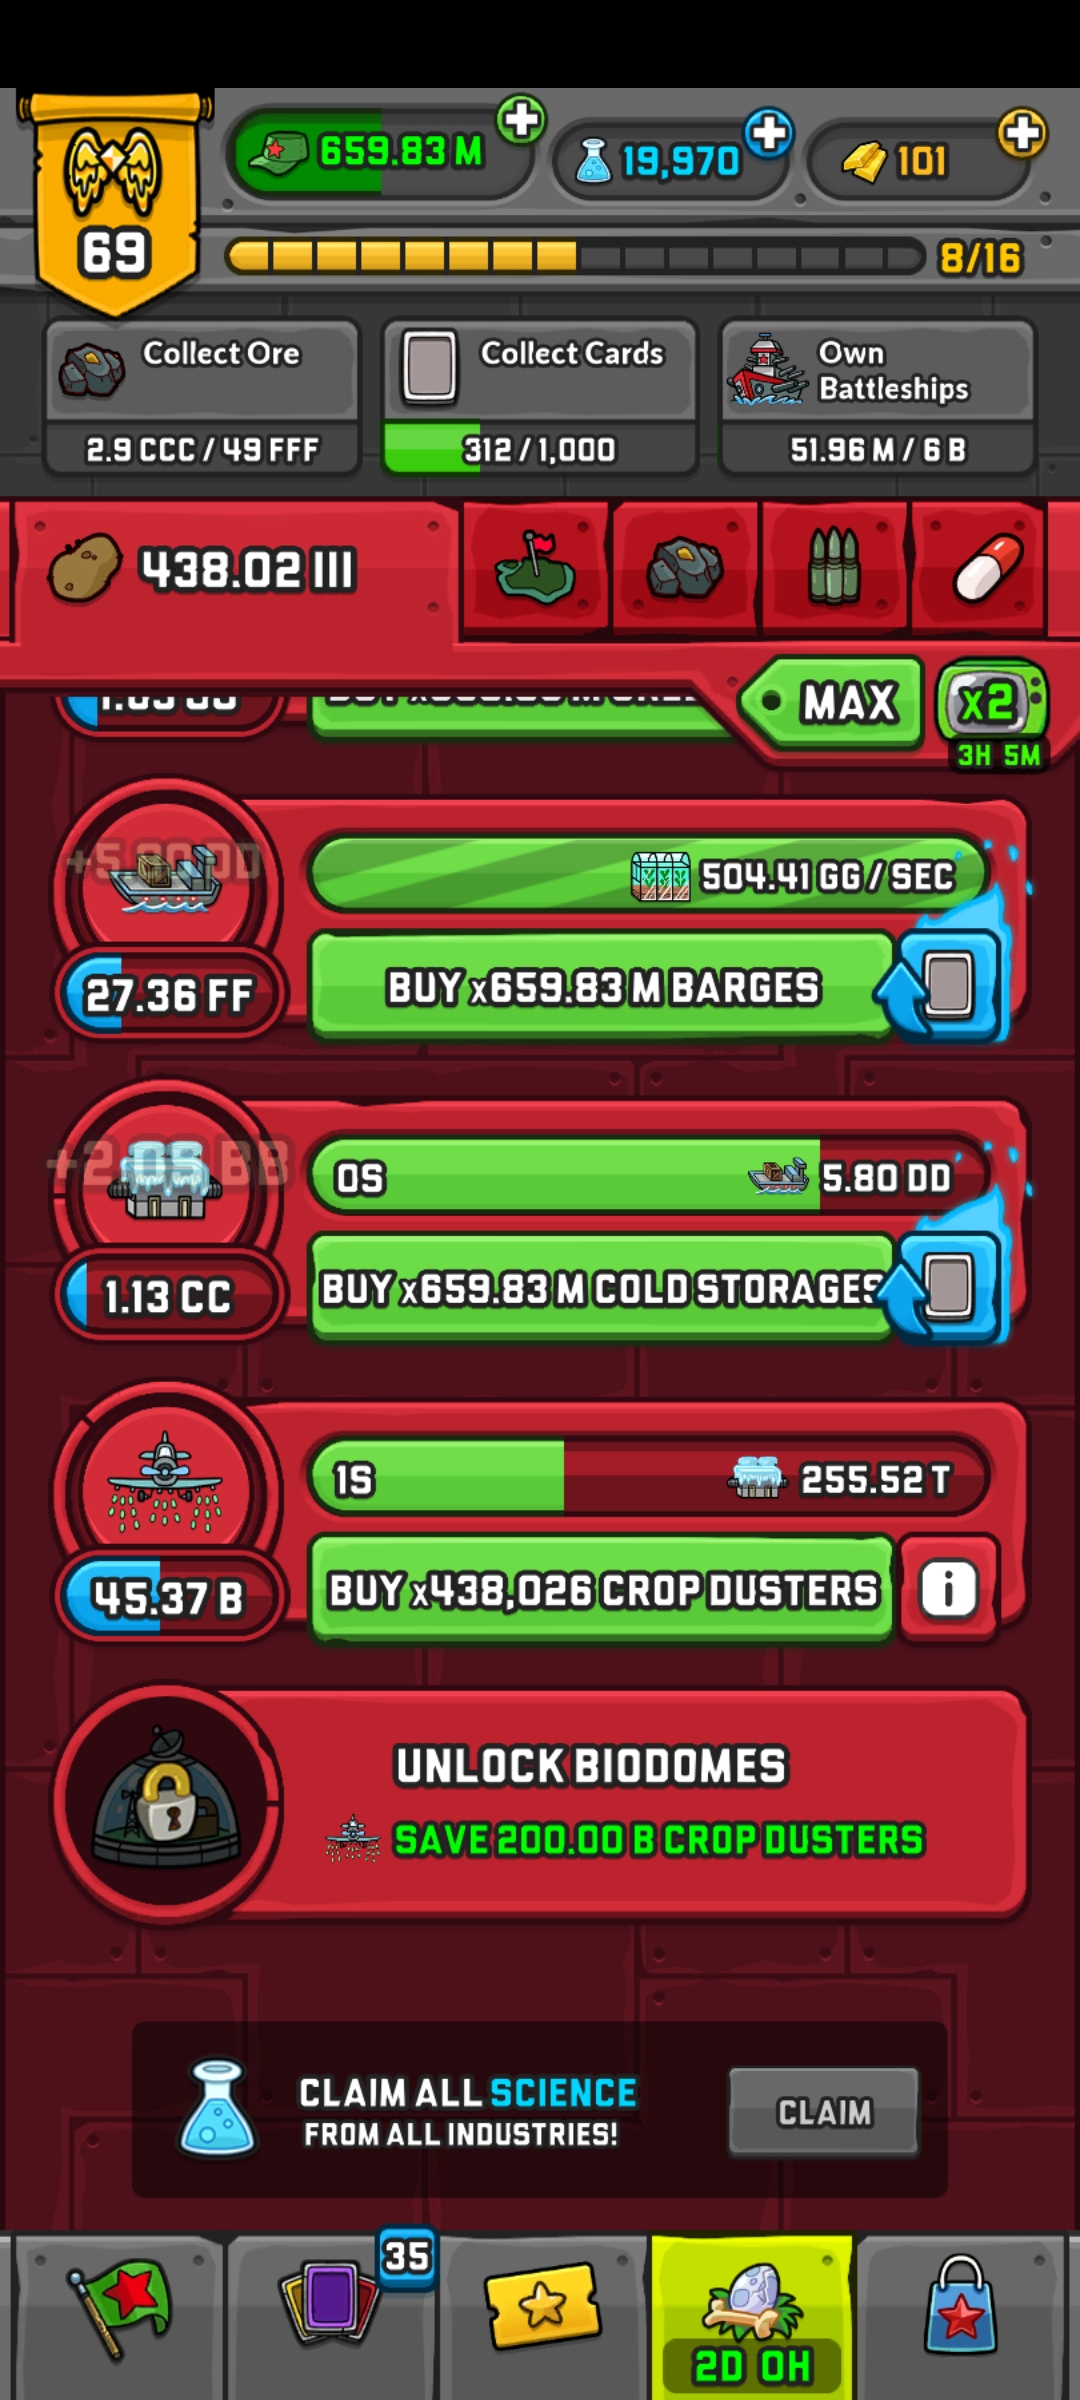 659.83 M
19,970
101
69
8/16
Collect Ore
2.9 CCC / 49 FFF
Collect Cards
312 / 1,000
Own
Battleships
51.96 M / 6 B
438.02 III
MAX
x2
3H 5M
504.41 GG / SEC
27.36 FF
BUY x659.83 M BARGES
+2.05 BB
0S
5.80 DD
1.13 CC
BUY x659.83 M COLD STORAGES
1S
255.52 T
45.37 B
BUY x438,026 CROP DUSTERS
i
UNLOCK BIODOMES
SAVE 200.00 B CROP DUSTERS
CLAIM ALL SCIENCE
FROM ALL INDUSTRIES!
CLAIM
35
2D 0H